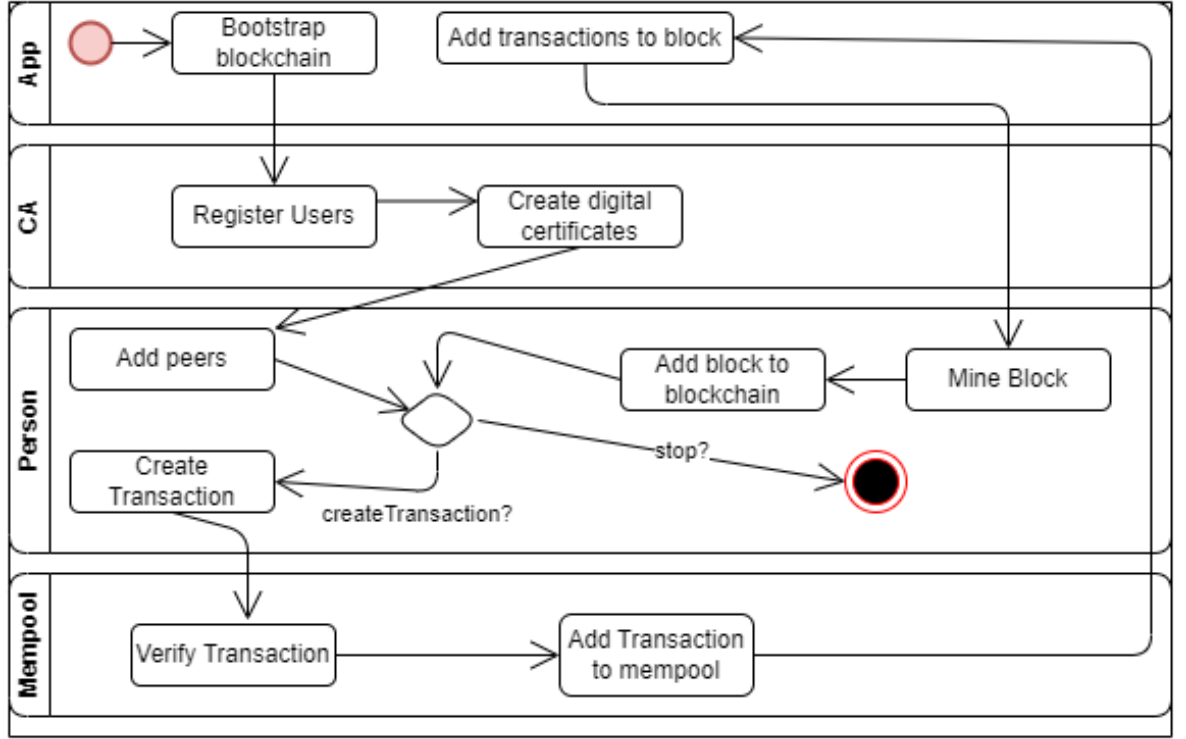 App
Bootstrap
blockchain
Add transactions to block
CA
Register Users
Create digital
certificates
Person
Add peers
Add block to
blockchain
Mine Block
stop?
Create
Transaction
createTransaction?
Mempool
Verify Transaction
Add Transaction
to mempool